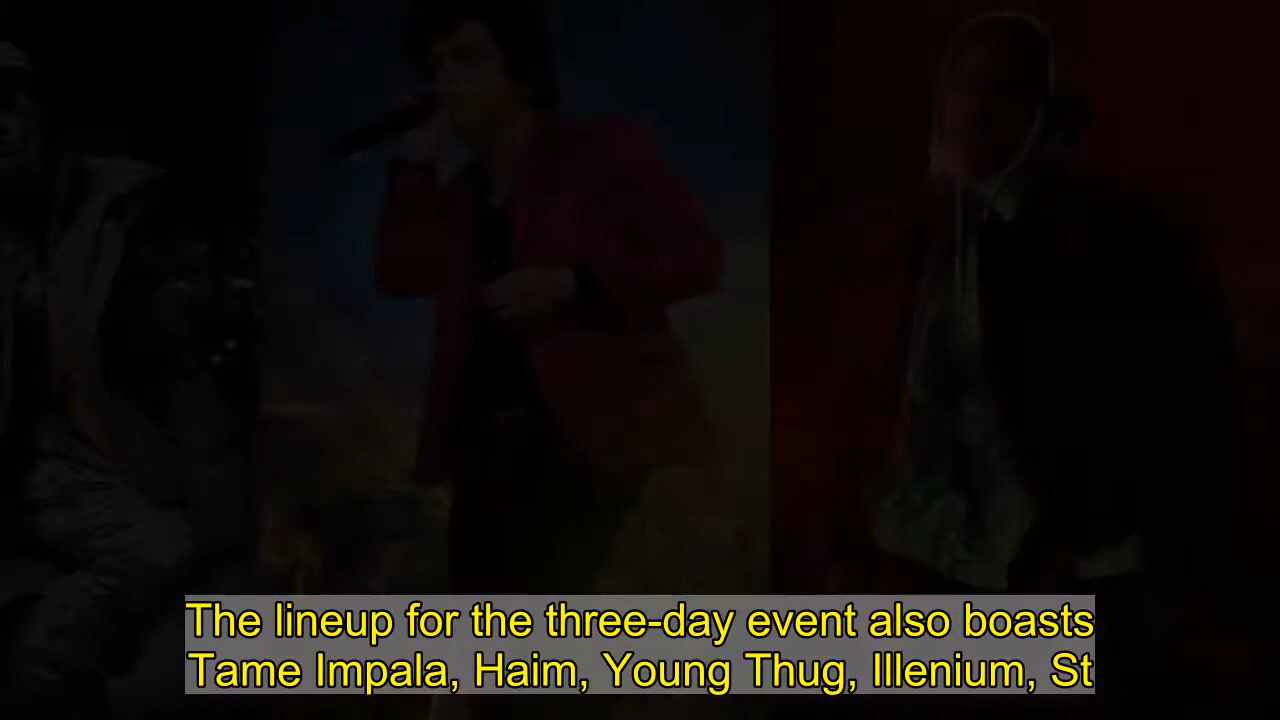 The lineup for the three-day event also boasts
Tame Impala, Haim, Young Thug, Illenium, St